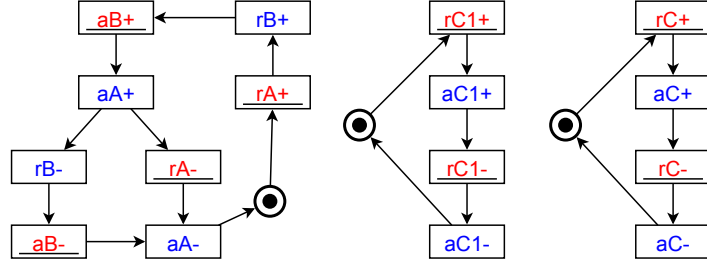 aB+ rB+ rC1+ rC+
aA+ rA+ aC1+ aC+
rB- rA- rC1- rC-
aB- aA- aC1- aC-